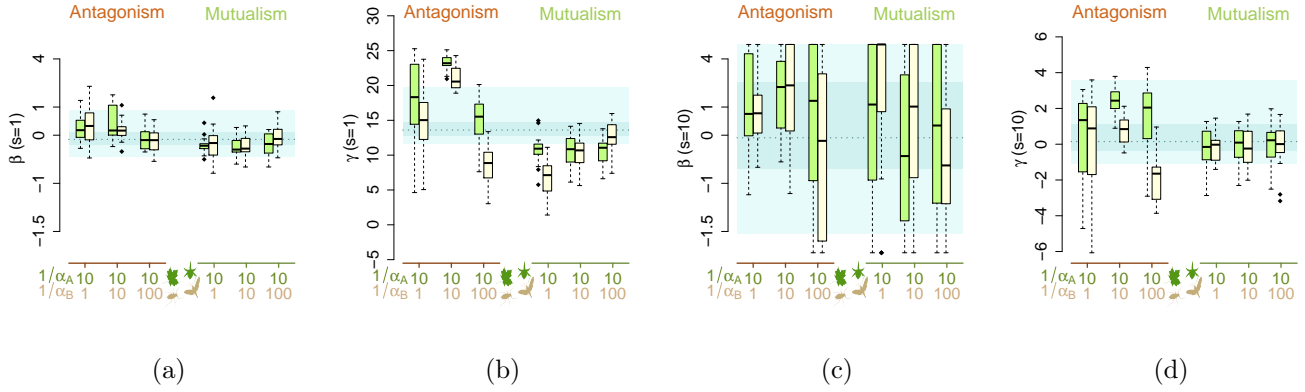 Antagonism Mutualism
β (s=1)
4
1
0
−1
−1.5
1/αA 10 10 10 10 10 10
1/αB 1 10 100 1 10 100
(a)
Antagonism Mutualism
γ (s=1)
30
25
20
15
10
5
0
−5
1/αA 10 10 10 10 10 10
1/αB 1 10 100 1 10 100
(b)
Antagonism Mutualism
β (s=10)
4
1
0
−1
−1.5
1/αA 10 10 10 10 10 10
1/αB 1 10 100 1 10 100
(c)
Antagonism Mutualism
γ (s=10)
6
4
2
0
−2
−4
−6
1/αA 10 10 10 10 10 10
1/αB 1 10 100 1 10 100
(d)